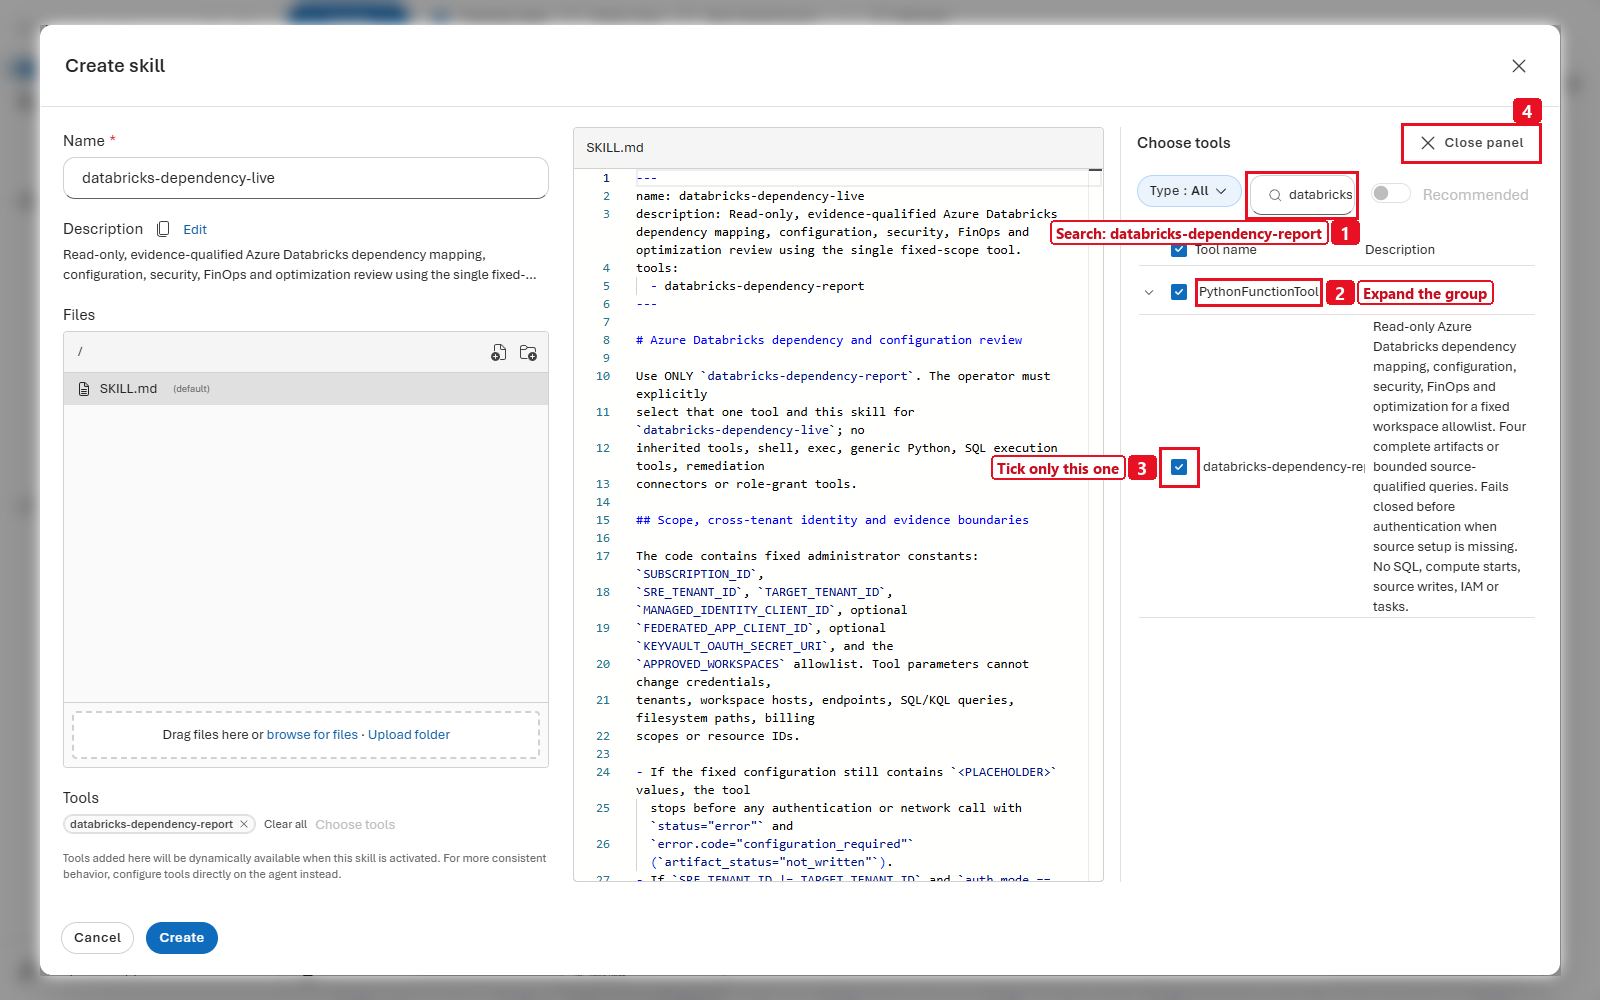 Create skill
Name *
databricks-dependency-live
Description Edit
Read-only, evidence-qualified Azure Databricks dependency mapping,
configuration, security, FinOps and optimization review using the single fixed-...
Files
/
SKILL.md (default)
Drag files here or browse for files · Upload folder
Tools
databricks-dependency-report Clear all Choose tools
Tools added here will be dynamically available when this skill is activated. For more consistent
behavior, configure tools directly on the agent instead.
Cancel Create
SKILL.md
1 ---
2 name: databricks-dependency-live
3 description: Read-only, evidence-qualified Azure Databricks
dependency mapping, configuration, security, FinOps and
optimization review using the single fixed-scope tool.
4 tools:
5 - databricks-dependency-report
6 ---
7
8 # Azure Databricks dependency and configuration review
9
10 Use ONLY `databricks-dependency-report`. The operator must
explicitly
11 select that one tool and this skill for
`databricks-dependency-live`; no
12 inherited tools, shell, exec, generic Python, SQL execution
tools, remediation
13 connectors or role-grant tools.
14
15 ## Scope, cross-tenant identity and evidence boundaries
16
17 The code contains fixed administrator constants:
`SUBSCRIPTION_ID`,
18 `SRE_TENANT_ID`, `TARGET_TENANT_ID`,
`MANAGED_IDENTITY_CLIENT_ID`, optional
19 `FEDERATED_APP_CLIENT_ID`, optional
`KEYVAULT_OAUTH_SECRET_URI`, and the
20 `APPROVED_WORKSPACES` allowlist. Tool parameters cannot
change credentials,
21 tenants, workspace hosts, endpoints, SQL/KQL queries,
filesystem paths, billing
22 scopes or resource IDs.
23
24 - If the fixed configuration still contains `<PLACEHOLDER>`
values, the tool
25 stops before any authentication or network call with
`status="error"` and
26 `error.code="configuration_required"`
(`artifact_status="not_written"`).
27 - If `SRE_TENANT_ID != TARGET_TENANT_ID` and `auth_mode ==
Choose tools
4
Close panel
Type : All
databricks
Recommended
Search: databricks-dependency-report 1
Tool name Description
PythonFunctionTool 2 Expand the group
Tick only this one 3
databricks-dependency-re
Read-only Azure
Databricks dependency
mapping, configuration,
security, FinOps and
optimization for a fixed
workspace allowlist. Four
complete artifacts or
bounded source-
qualified queries. Fails
closed before
authentication when
source setup is missing.
No SQL, compute starts,
source writes, IAM or
tasks.